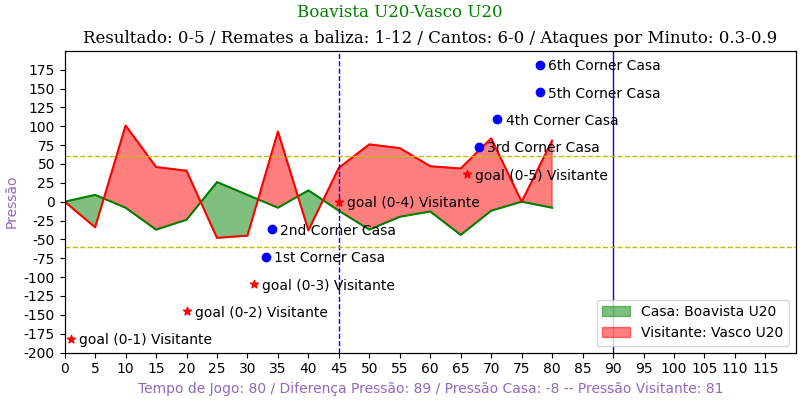 Boavista U20-Vasco U20
Resultado: 0-5 / Remates a baliza: 1-12 / Cantos: 6-0 / Ataques por Minuto: 0.3-0.9
Pressão
175
150
125
100
75
50
25
0
-25
-50
-75
-100
-125
-150
-175
-200
6th Corner Casa
5th Corner Casa
4th Corner Casa
3rd Corner Casa
goal (0-5) Visitante
goal (0-4) Visitante
2nd Corner Casa
1st Corner Casa
goal (0-3) Visitante
goal (0-2) Visitante
goal (0-1) Visitante
Casa: Boavista U20
Visitante: Vasco U20
0 5 10 15 20 25 30 35 40 45 50 55 60 65 70 75 80 85 90 95 100 105 110 115
Tempo de Jogo: 80 / Diferença Pressão: 89 / Pressão Casa: -8 -- Pressão Visitante: 81